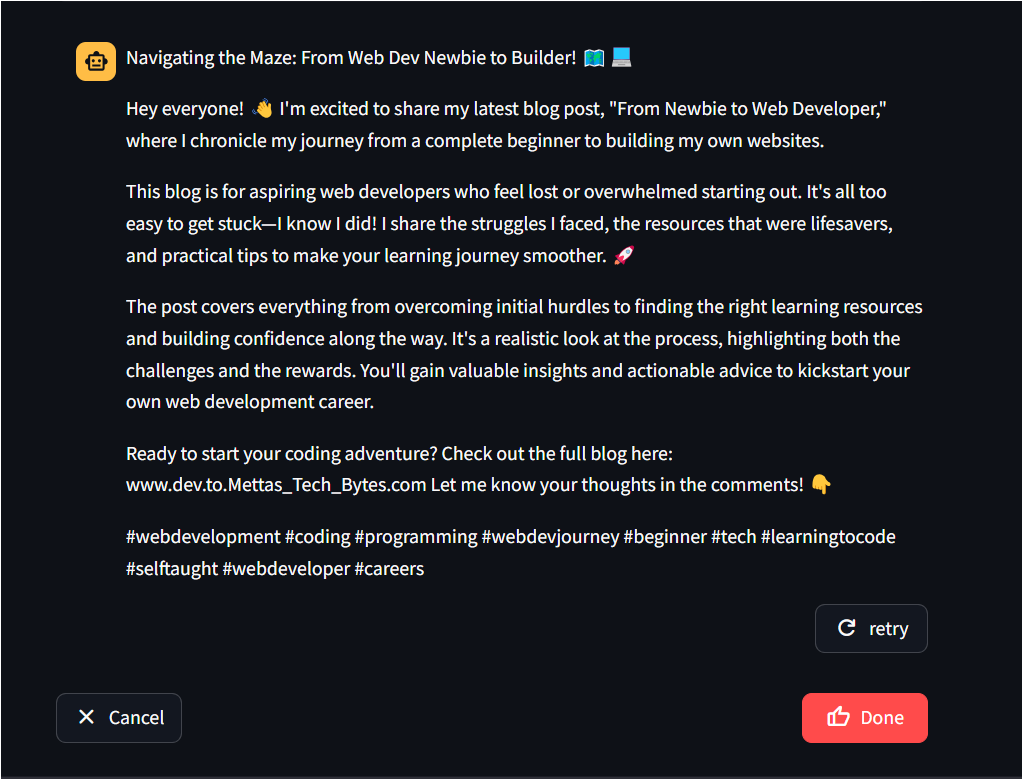 Navigating the Maze: From Web Dev Newbie to Builder! 🗺️ 💻
Hey everyone! 👋 I'm excited to share my latest blog post, "From Newbie to Web Developer,"
where I chronicle my journey from a complete beginner to building my own websites.
This blog is for aspiring web developers who feel lost or overwhelmed starting out. It's all too
easy to get stuck—I know I did! I share the struggles I faced, the resources that were lifesavers,
and practical tips to make your learning journey smoother. 🚀
The post covers everything from overcoming initial hurdles to finding the right learning resources
and building confidence along the way. It's a realistic look at the process, highlighting both the
challenges and the rewards. You'll gain valuable insights and actionable advice to kickstart your
own web development career.
Ready to start your coding adventure? Check out the full blog here:
www.dev.to.Mettas_Tech_Bytes.com Let me know your thoughts in the comments! 👇
#webdevelopment #coding #programming #webdevjourney #beginner #tech #learningtocode
#selftaught #webdeveloper #careers
retry
Cancel
Done